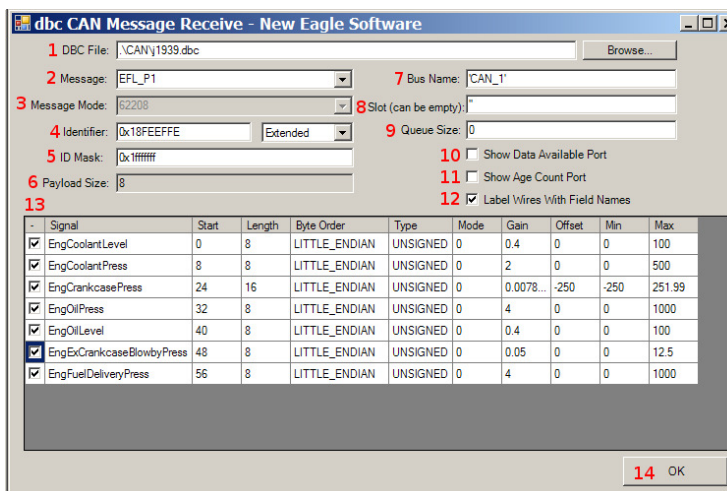 dbc CAN Message Receive - New Eagle Software
1 DBC File: .\CAN\j1939.dbc Browse...
2 Message: EFL_P1 7 Bus Name: 'CAN_1'
3 Message Mode: 62208 8 Slot (can be empty): ''
4 Identifier: 0x18FEEFFE Extended 9 Queue Size: 0
5 ID Mask: 0x1fffffff 10 Show Data Available Port
6 Payload Size: 8 11 Show Age Count Port
12 Label Wires With Field Names
13
- Signal Start Length Byte Order Type Mode Gain Offset Min Max
EngCoolantLevel 0 8 LITTLE_ENDIAN UNSIGNED 0 0.4 0 0 100
EngCoolantPress 8 8 LITTLE_ENDIAN UNSIGNED 0 2 0 0 500
EngCrankcasePress 24 16 LITTLE_ENDIAN UNSIGNED 0 0.0078... -250 -250 251.99
EngOilPress 32 8 LITTLE_ENDIAN UNSIGNED 0 4 0 0 1000
EngOilLevel 40 8 LITTLE_ENDIAN UNSIGNED 0 0.4 0 0 100
EngExCrankcaseBlowbyPress 48 8 LITTLE_ENDIAN UNSIGNED 0 0.05 0 0 12.5
EngFuelDeliveryPress 56 8 LITTLE_ENDIAN UNSIGNED 0 4 0 0 1000
14 OK